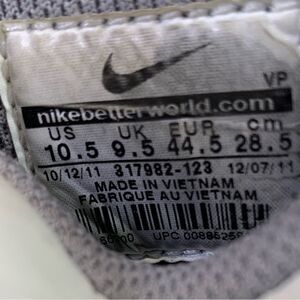 VP
nikebetterworld.com
US UK EUR cm
10.5 9.5 44.5 28.5
10/12/11 317982-123 12/07/11
MADE IN VIETNAM
FABRIQUE AU VIETNAM
UPC